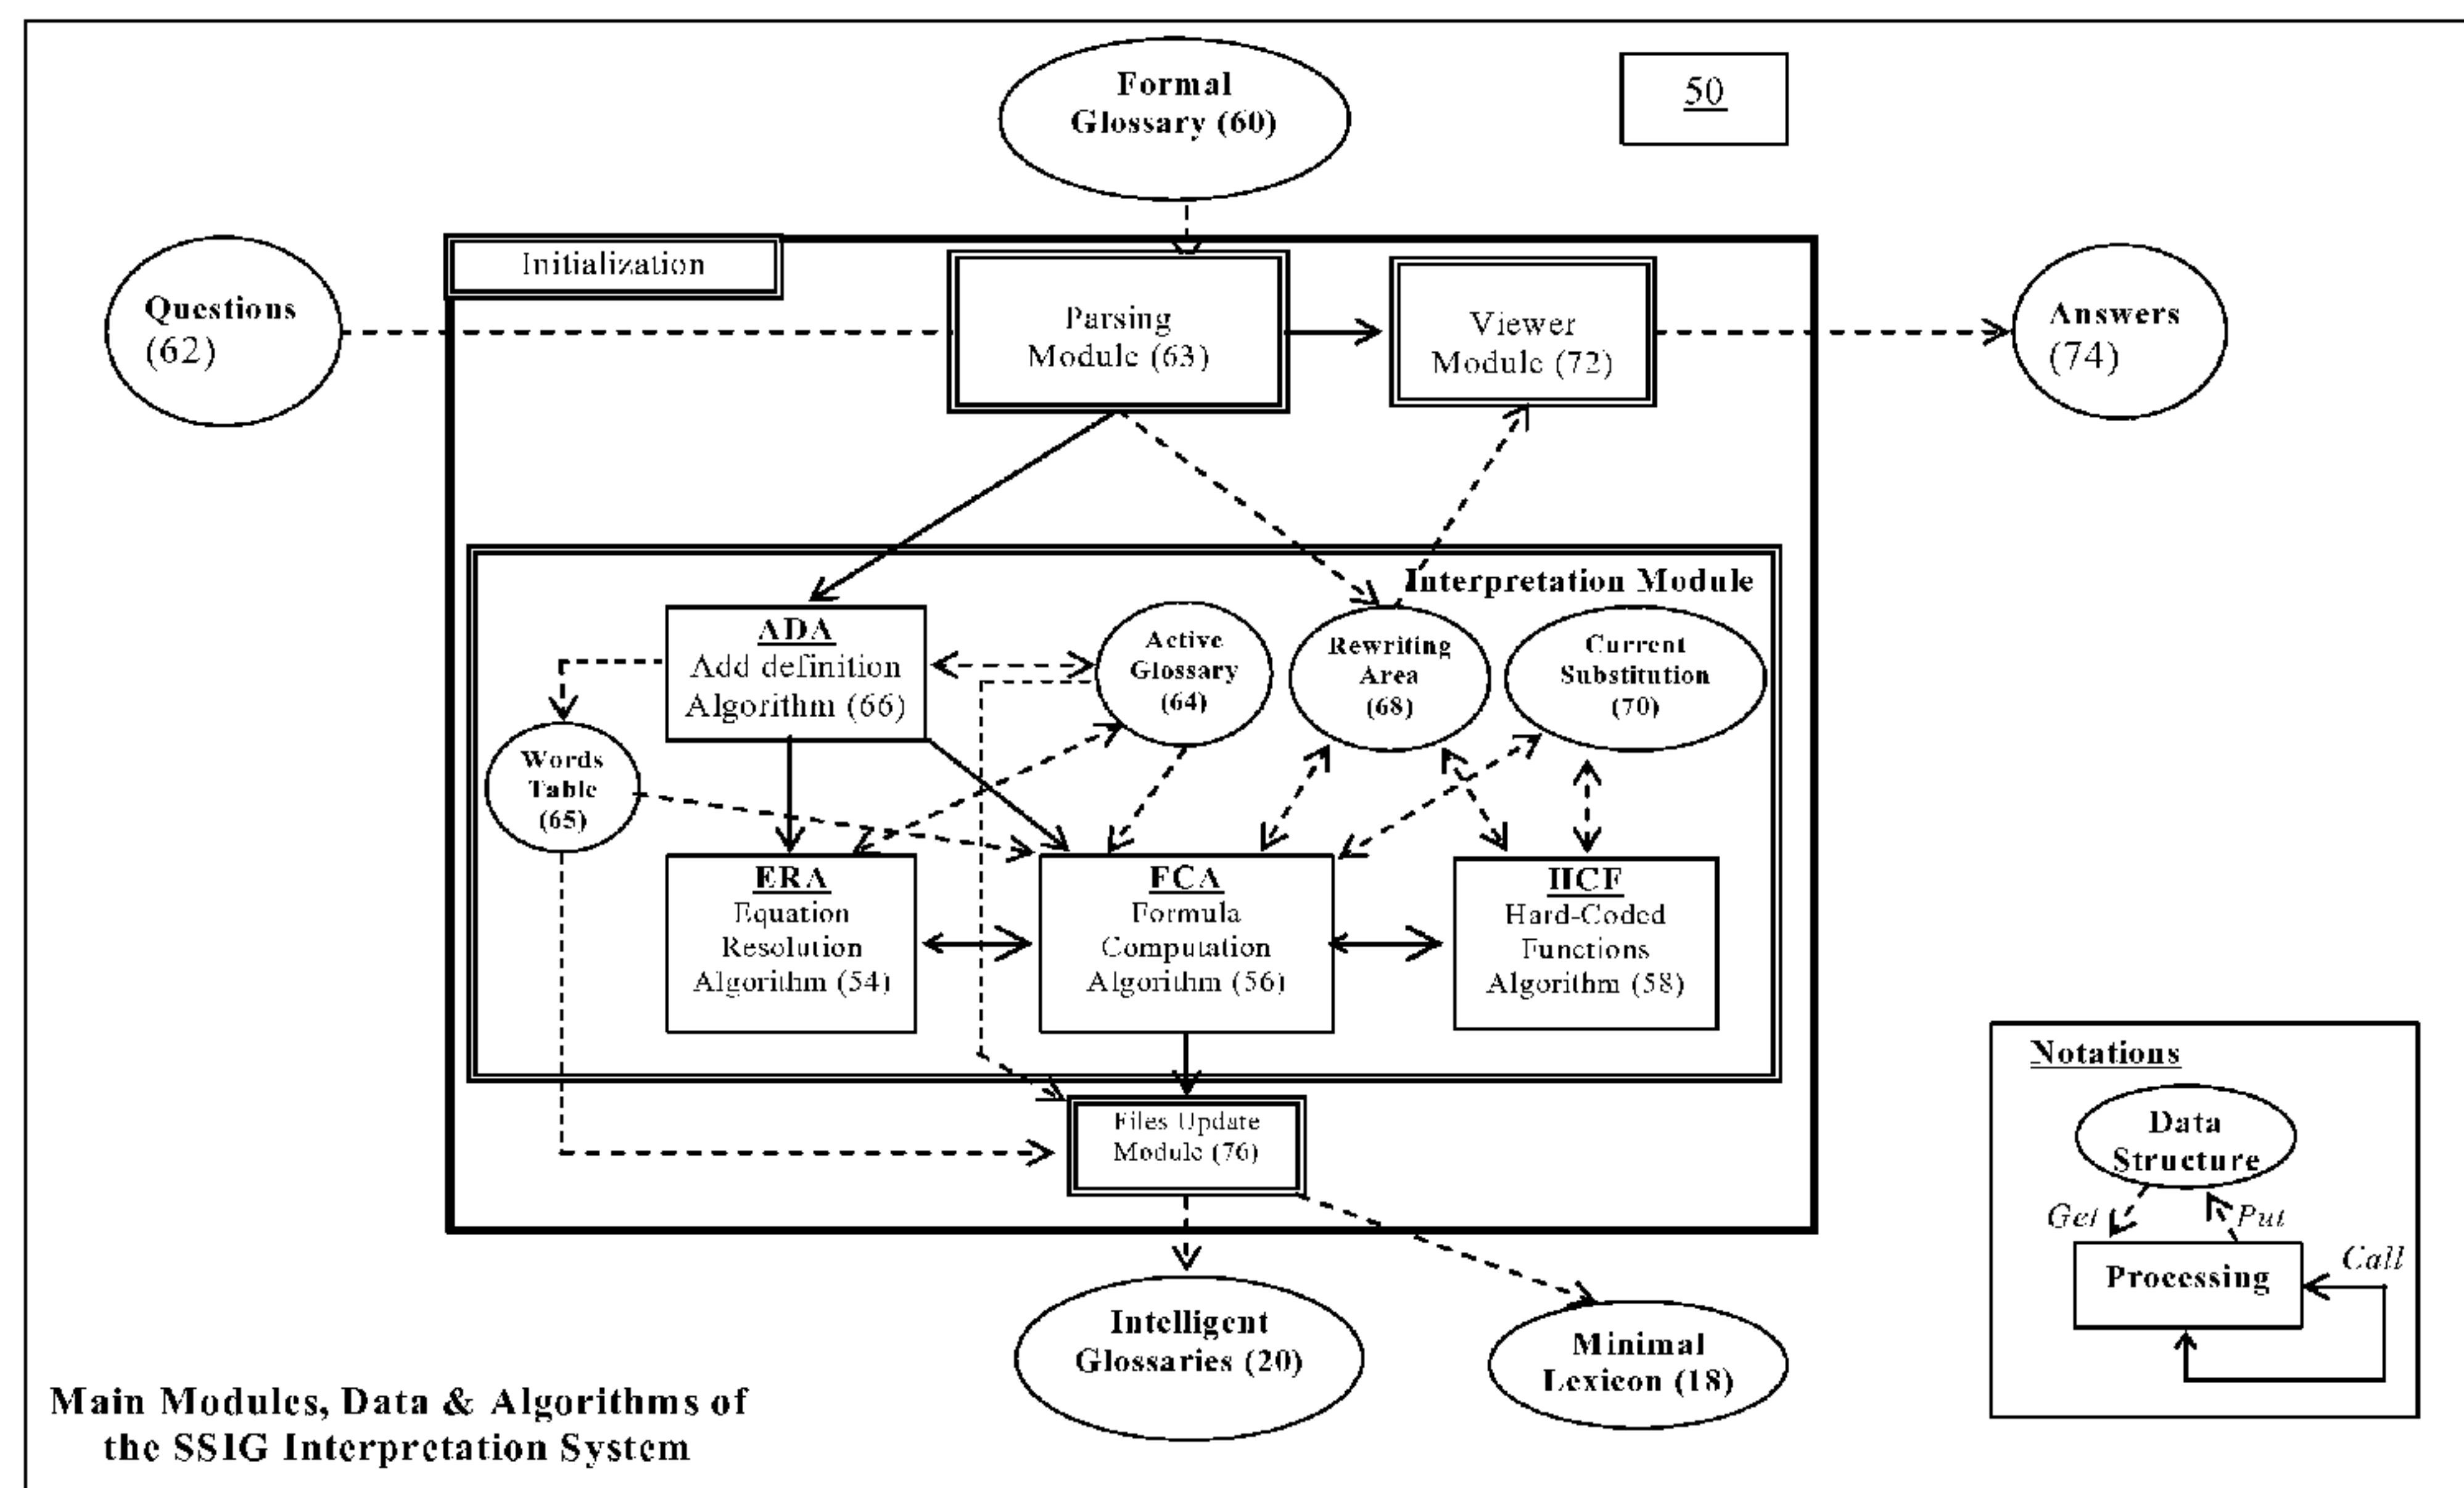 Formal
Glossary (60)
50
Initialization
Questions
(62)
Parsing
Module (63)
Viewer
Module (72)
Answers
(74)
Interpretation Module
ADA
Add definition
Algorithm (66)
Active
Glossary
(64)
Rewriting
Area
(68)
Current
Substitution
(70)
Words
Table
(65)
ERA
Equation
Resolution
Algorithm (54)
FCA
Formula
Computation
Algorithm (56)
HCF
Hard-Coded
Functions
Algorithm (58)
Files Update
Module (76)
Notations
Data
Structure
Get
Put
Call
Processing
Intelligent
Glossaries (20)
Minimal
Lexicon (18)
Main Modules, Data & Algorithms of
the SSIG Interpretation System